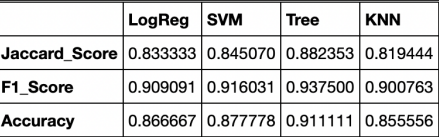 LogReg SVM Tree KNN
Jaccard_Score 0.833333 0.845070 0.882353 0.819444
F1_Score 0.909091 0.916031 0.937500 0.900763
Accuracy 0.866667 0.877778 0.911111 0.855556